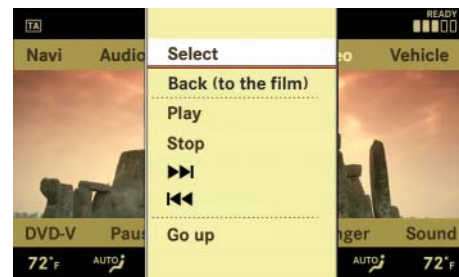 TA READY
Navi Audio eo Vehicle
Select
Back (to the film)
Play
Stop
Go up
DVD-V Paus nger Sound
72°F AUTO AUTO 72°F